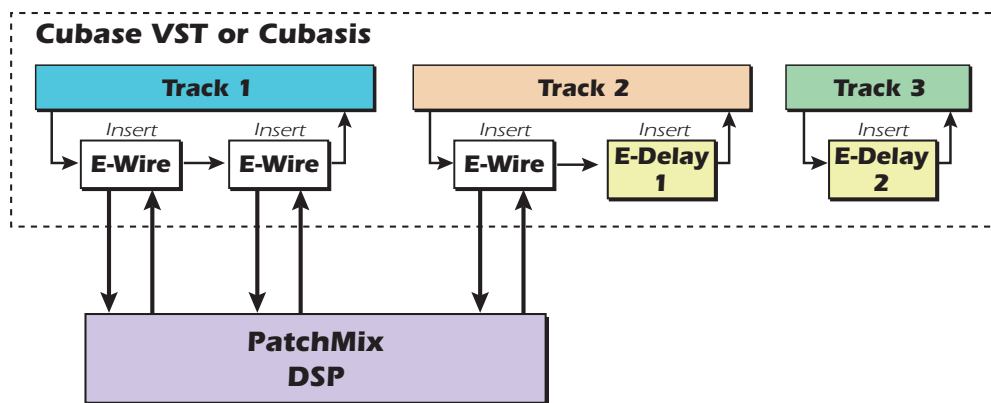 Cubase VST or Cubasis
Track 1
Track 2
Track 3
Insert
Insert
Insert
Insert
Insert
E-Wire
E-Wire
E-Wire
E-Delay
1
E-Delay
2
PatchMix
DSP